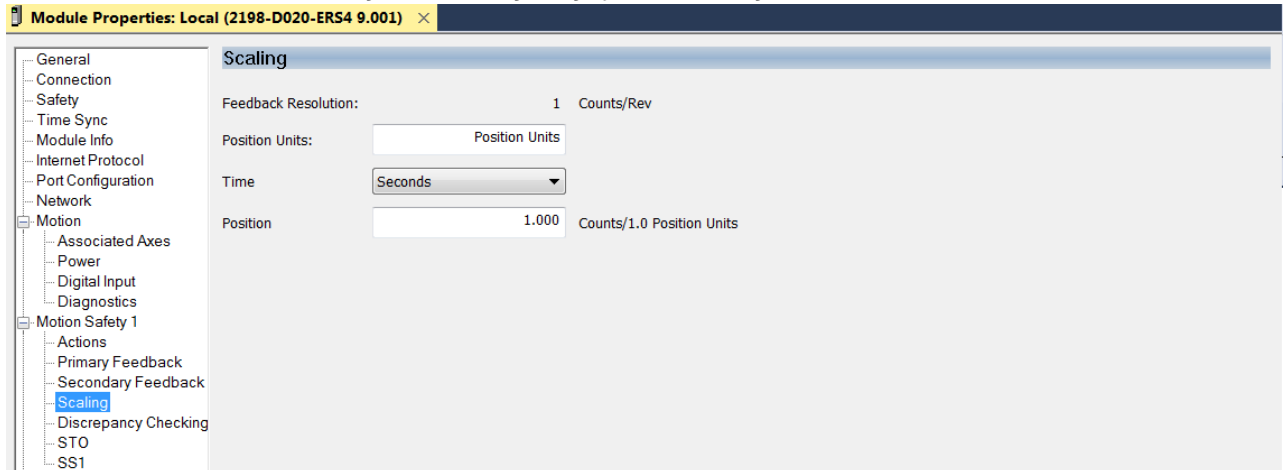 Module Properties: Local (2198-D020-ERS4 9.001) ×
General
Connection
Safety
Time Sync
Module Info
Internet Protocol
Port Configuration
Network
Motion
Associated Axes
Power
Digital Input
Diagnostics
Motion Safety 1
Actions
Primary Feedback
Secondary Feedback
Scaling
Discrepancy Checking
STO
SS1
Scaling
Feedback Resolution: 1 Counts/Rev
Position Units: Position Units
Time Seconds
Position 1.000 Counts/1.0 Position Units